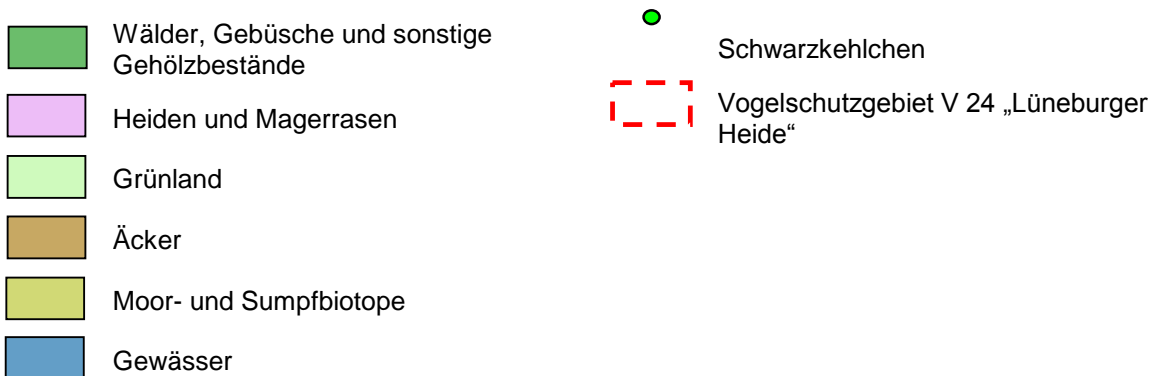 Wälder, Gebüsche und sonstige
Gehölzbestände
Heiden und Magerrasen
Grünland
Äcker
Moor- und Sumpfbiotope
Gewässer
Schwarzkehlchen
Vogelschutzgebiet V 24 „Lüneburger
Heide“